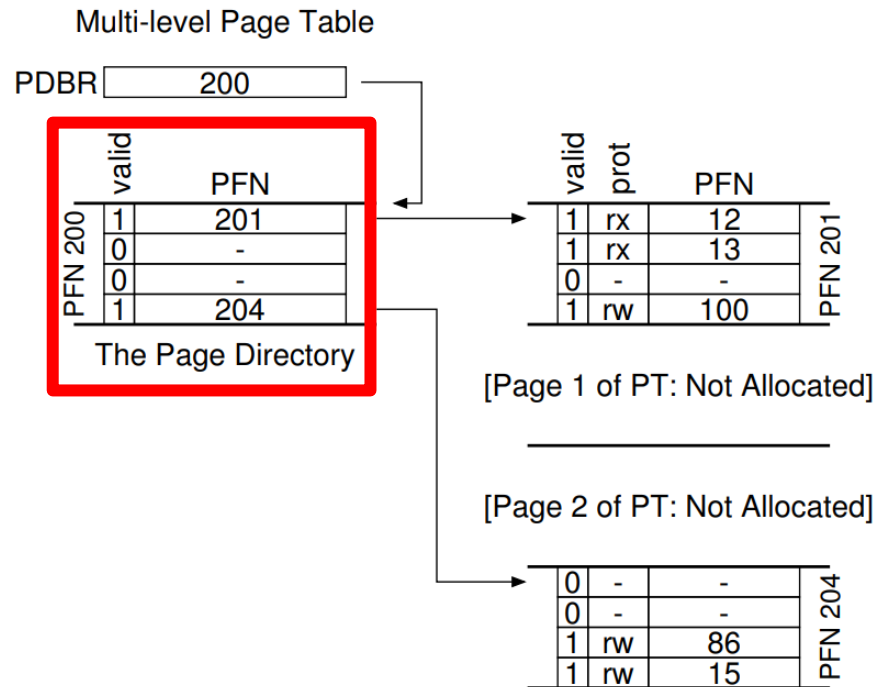 Multi-level Page Table
PDBR 200
valid PFN
PFN 200
1 201
0 -
0 -
1 204
The Page Directory
valid prot PFN
1 rx 12
1 rx 13
0 - -
1 rw 100
PFN 201
[Page 1 of PT: Not Allocated]
[Page 2 of PT: Not Allocated]
0 - -
0 - -
1 rw 86
1 rw 15
PFN 204